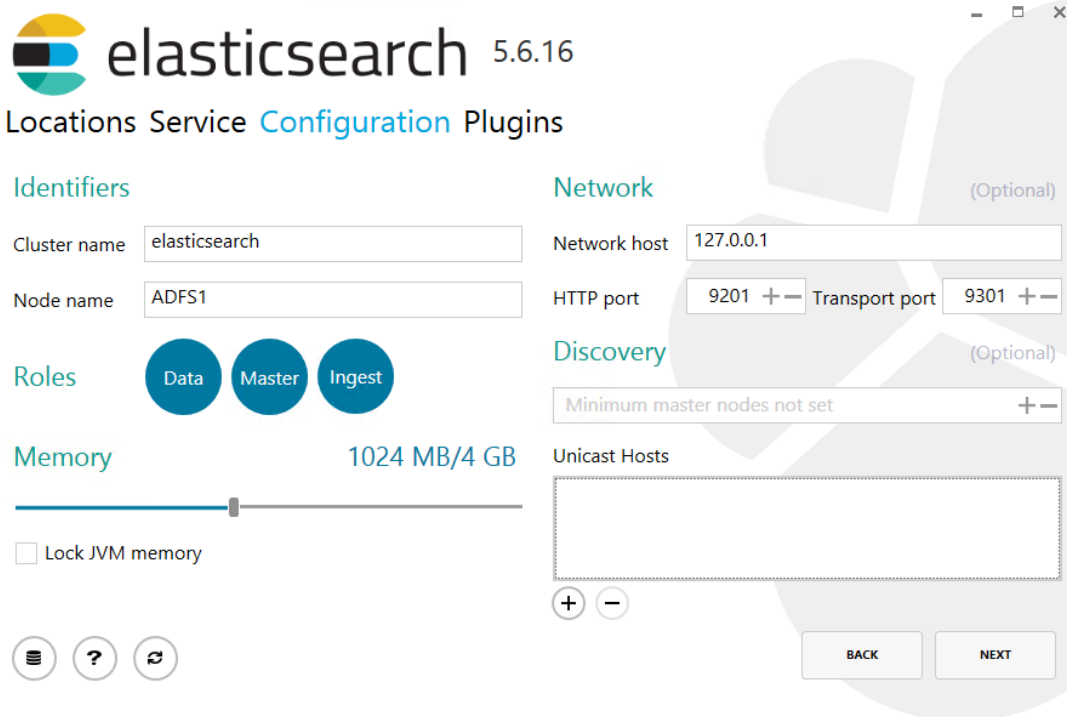 elasticsearch 5.6.16
Locations Service Configuration Plugins
Identifiers
Cluster name elasticsearch
Node name ADFS1
Roles Data Master Ingest
Memory 1024 MB/4 GB
Lock JVM memory
Network (Optional)
Network host 127.0.0.1
HTTP port 9201 Transport port 9301
Discovery (Optional)
Minimum master nodes not set
Unicast Hosts
BACK NEXT